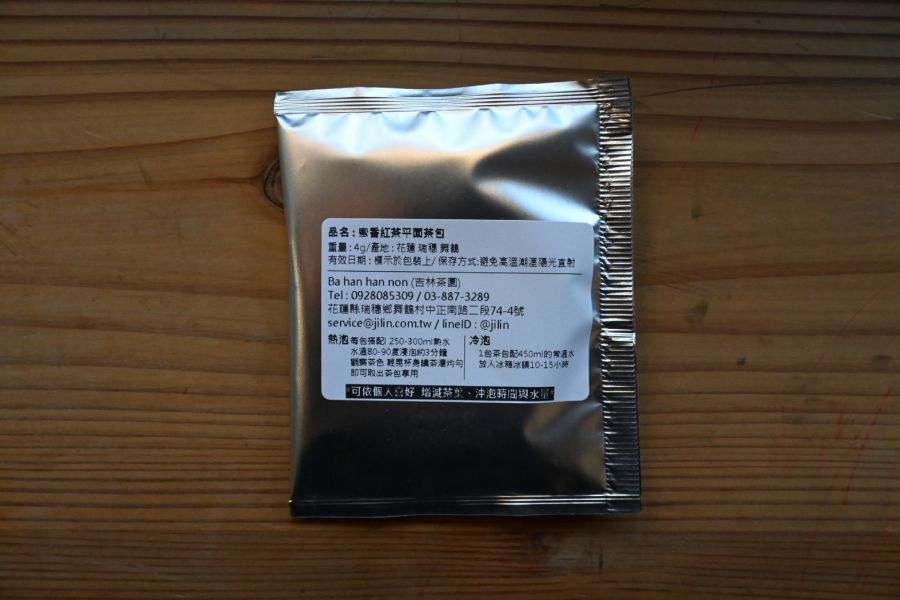 品名：蜜香紅茶平面茶包
重量：4g/產地：花蓮 瑞穗 舞鶴
有效日期：標示於包裝上/ 保存方式:避免高溫潮溼陽光直射
Ba han han non (吉林茶園)
Tel : 0928085309 / 03-887-3289
花蓮縣瑞穗鄉舞鶴村中正南路二段74-4號
service@jilin.com.tw / lineID : @jilin
熱泡 每包搭配 250-300ml熱水
水溫80-90度浸泡約3分鐘
觀察茶色 輕晃杯身讓茶湯均勻
即可取出茶包享用
冷泡
1包茶包配450ml的常溫水
放入冰箱冰鎮10-15小時
*可依個人喜好 增減茶葉、沖泡時間與水量*